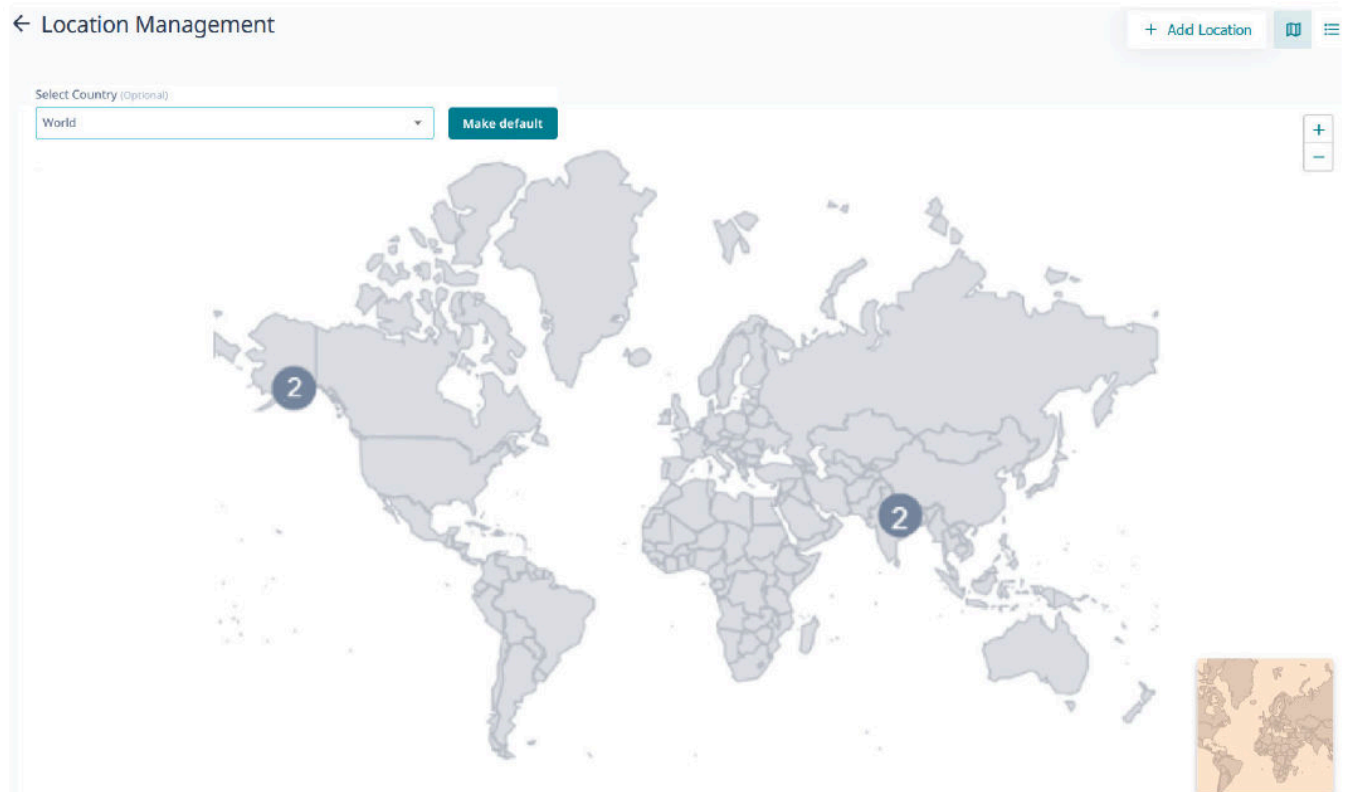 ← Location Management
+ Add Location
Select Country (Optional)
World
Make default
+
−
2
2